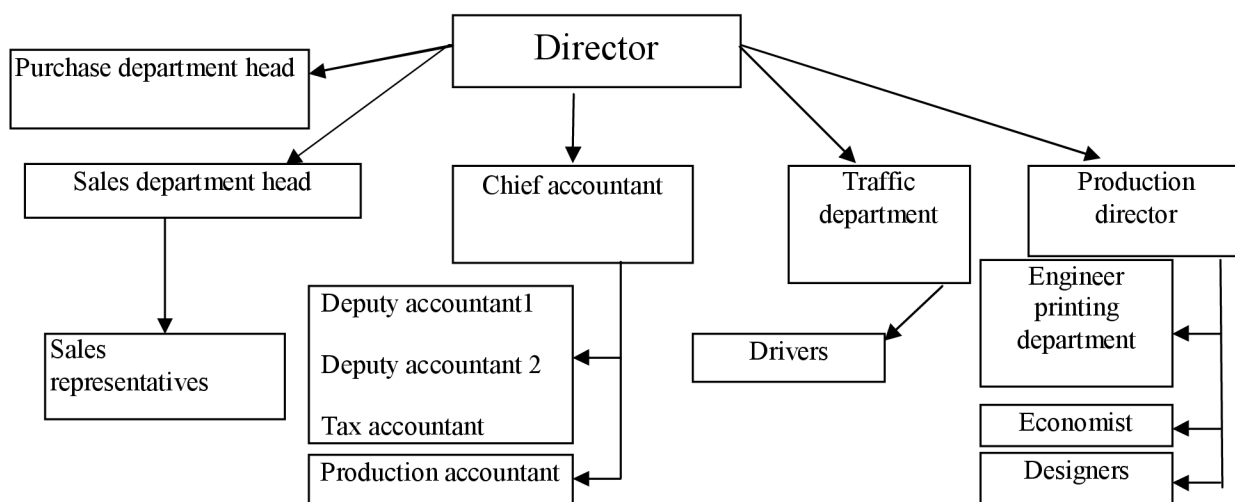 Director
Purchase department head
Sales department head
Chief accountant
Traffic
department
Production
director
Deputy accountant1
Deputy accountant 2
Tax accountant
Production accountant
Sales
representatives
Drivers
Engineer
printing
department
Economist
Designers